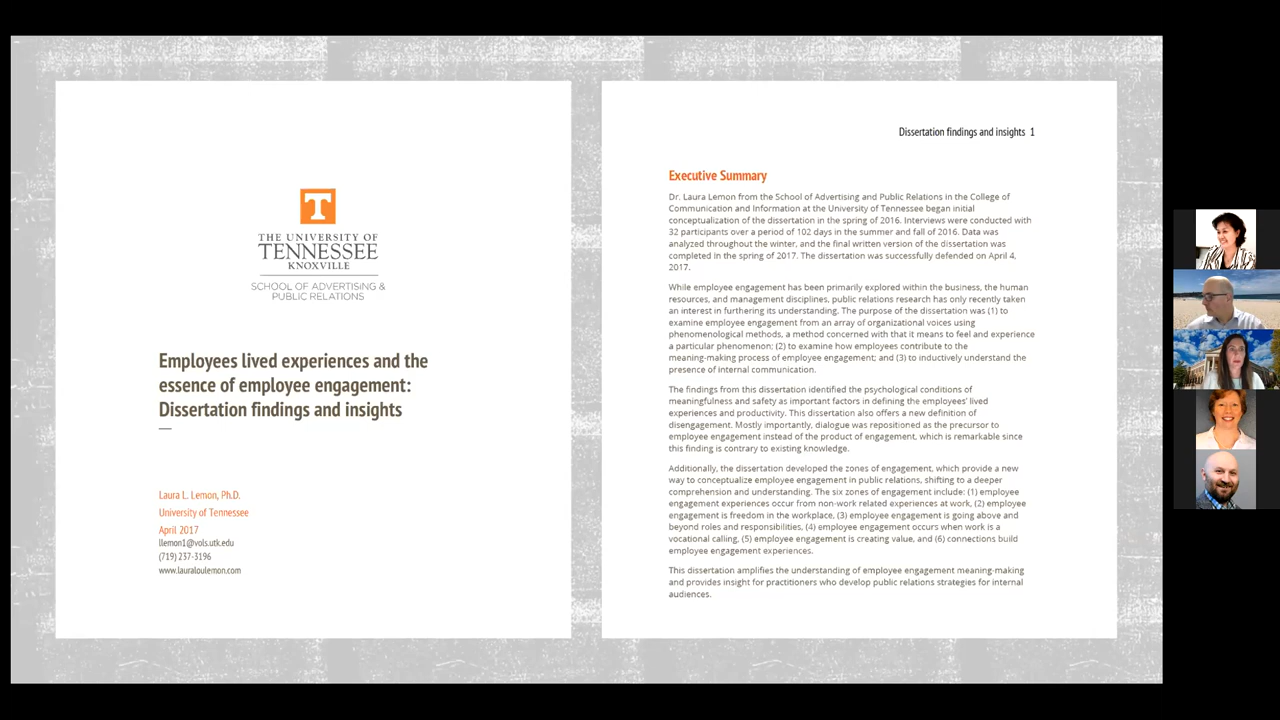 THE UNIVERSITY OF
TENNESSEE
KNOXVILLE
SCHOOL OF ADVERTISING &
PUBLIC RELATIONS
Employees lived experiences and the
essence of employee engagement:
Dissertation findings and insights
Laura L. Lemon, Ph.D.
University of Tennessee
April 2017
llemon1@vols.utk.edu
(719) 237-3196
www.lauraloulemon.com
Dissertation findings and insights 1
Executive Summary
Dr. Laura Lemon from the School of Advertising and Public Relations in the College of
Communication and Information at the University of Tennessee began initial
conceptualization of the dissertation in the spring of 2016. Interviews were conducted with
32 participants over a period of 102 days in the summer and fall of 2016. Data was
analyzed throughout the winter, and the final written version of the dissertation was
completed in the spring of 2017. The dissertation was successfully defended on April 4,
2017.
While employee engagement has been primarily explored within the business, the human
resources, and management disciplines, public relations research has only recently taken
an interest in furthering its understanding. The purpose of the dissertation was (1) to
examine employee engagement from an array of organizational voices using
phenomenological methods, a method concerned with that it means to feel and experience
a particular phenomenon; (2) to examine how employees contribute to the
meaning-making process of employee engagement; and (3) to inductively understand the
presence of internal communication.
The findings from this dissertation identified the psychological conditions of
meaningfulness and safety as important factors in defining the employees' lived
experiences and productivity. This dissertation also offers a new definition of
disengagement. Mostly importantly, dialogue was repositioned as the precursor to
employee engagement instead of the product of engagement, which is remarkable since
this finding is contrary to existing knowledge.
Additionally, the dissertation developed the zones of engagement, which provide a new
way to conceptualize employee engagement in public relations, shifting to a deeper
comprehension and understanding. The six zones of engagement include: (1) employee
engagement experiences occur from non-work related experiences at work, (2) employee
engagement is freedom in the workplace, (3) employee engagement is going above and
beyond roles and responsibilities, (4) employee engagement occurs when work is a
vocational calling, (5) employee engagement is creating value, and (6) connections build
employee engagement experiences.
This dissertation amplifies the understanding of employee engagement meaning-making
and provides insight for practitioners who develop public relations strategies for internal
audiences.